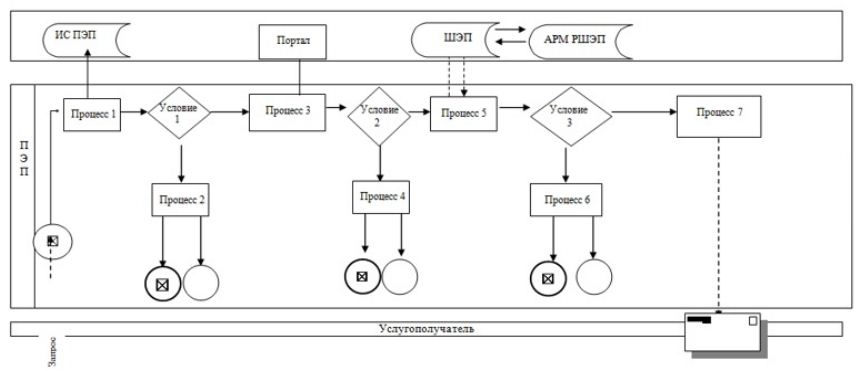 ИС ПЭП
Портал
ШЭП
АРМ РШЭП
Процесс 1
Условие
1
Процесс 3
Условие
2
Процесс 5
Условие
3
Процесс 7
П
Э
П
Процесс 2
Процесс 4
Процесс 6
Услугополучатель
Запрос